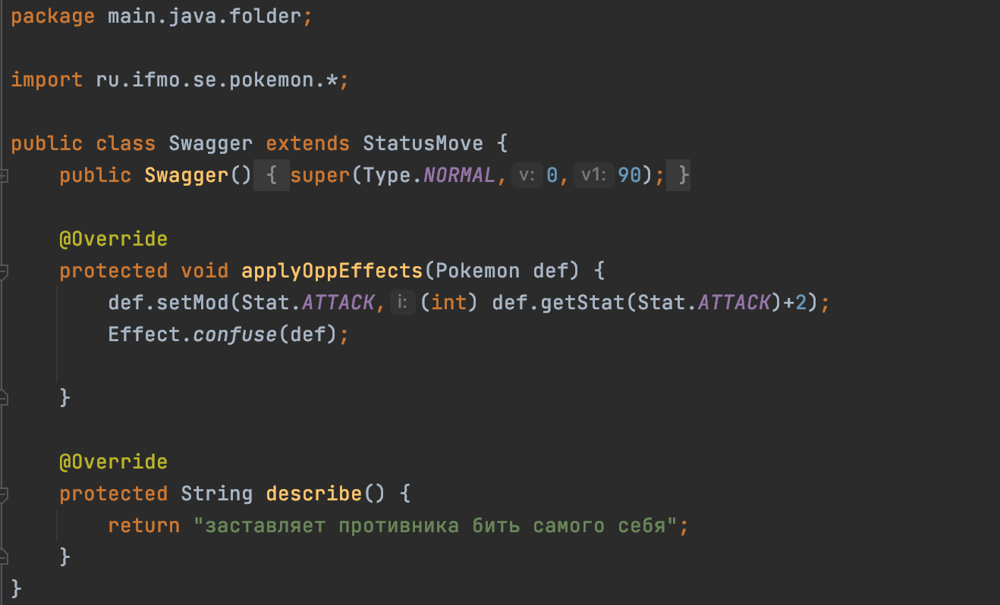 package main.java.folder;
import ru.ifmo.se.pokemon.*;
public class Swagger extends StatusMove {
public Swagger() { super(Type.NORMAL, v: 0, v1: 90); }
@Override
protected void applyOppEffects(Pokemon def) {
def.setMod(Stat.ATTACK, i: (int) def.getStat(Stat.ATTACK)+2);
Effect.confuse(def);
}
@Override
protected String describe() {
return "заставляет противника бить самого себя";
}
}